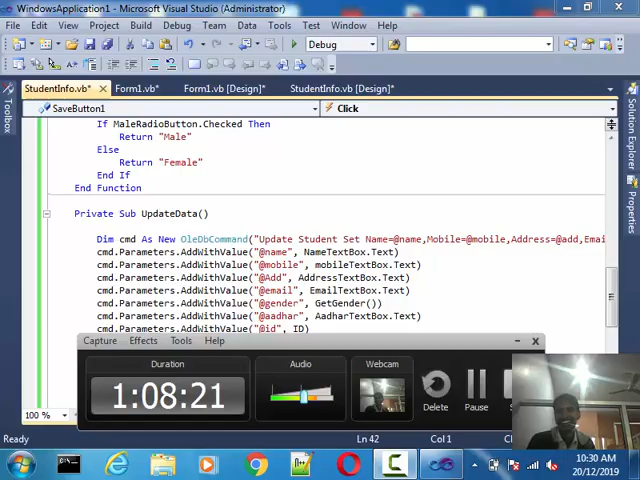 WindowsApplication1 - Microsoft Visual Studio (Administrator)
File Edit View Project Build Debug Team Data Tools Test Window Help
Debug
StudentInfo.vb* Form1.vb* Form1.vb [Design]* StudentInfo.vb [Design]*
SaveButton1 Click
If MaleRadioButton.Checked Then
Return "Male"
Else
Return "Female"
End If
End Function
Private Sub UpdateData()
Dim cmd As New OleDbCommand("Update Student Set Name=@name,Mobile=@mobile,Address=@add,Emai
cmd.Parameters.AddWithValue("@name", NameTextBox.Text)
cmd.Parameters.AddWithValue("@mobile", mobileTextBox.Text)
cmd.Parameters.AddWithValue("@Add", AddressTextBox.Text)
cmd.Parameters.AddWithValue("@email", EmailTextBox.Text)
cmd.Parameters.AddWithValue("@gender", GetGender())
cmd.Parameters.AddWithValue("@aadhar", AadharTextBox.Text)
cmd.Parameters.AddWithValue("@id", ID)
Toolbox
Solution Explorer
Properties
Capture Effects Tools Help
Duration Audio Webcam
1:08:21
Delete Pause
100 %
Ready Ln 42 Col 1
10:30 AM
20/12/2019